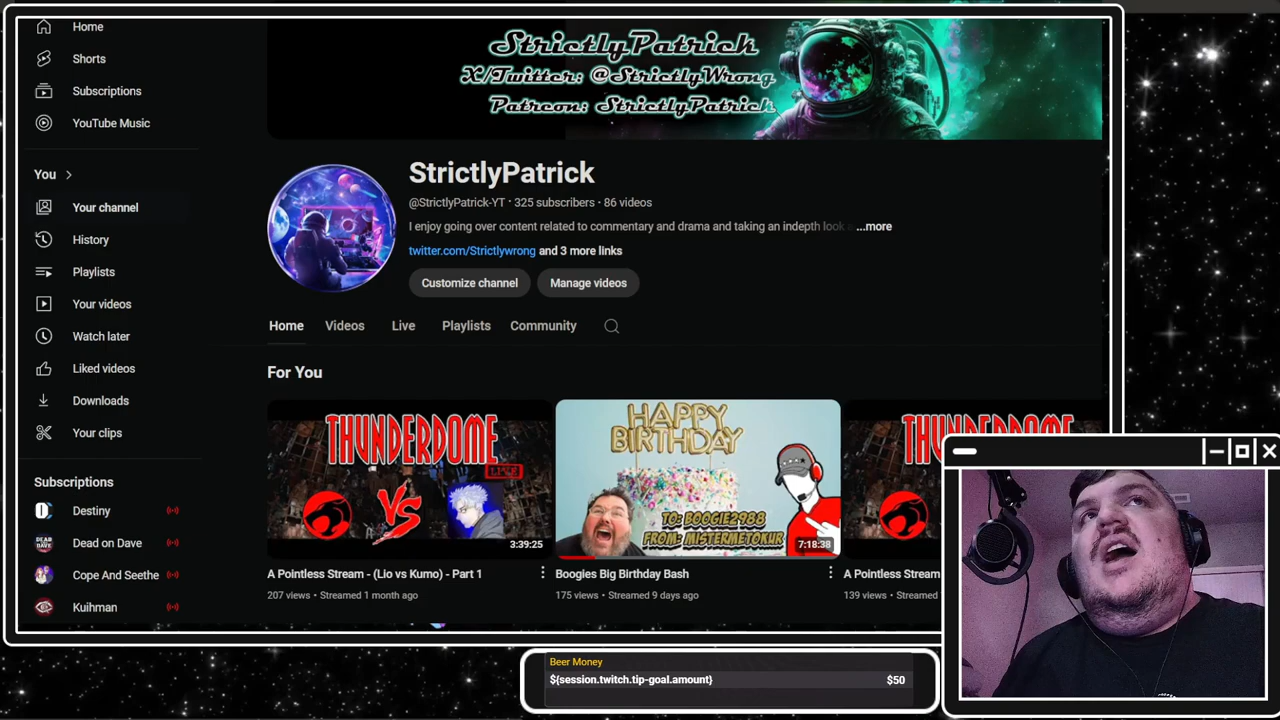 Home
Shorts
Subscriptions
YouTube Music
You
Your channel
History
Playlists
Your videos
Watch later
Liked videos
Downloads
Your clips
Subscriptions
Destiny
Dead on Dave
Cope And Seethe
Kuihman
StrictlyPatrick
X/Twitter: @StrictlyWrong
Patreon: StrictlyPatrick
StrictlyPatrick
@StrictlyPatrick-YT · 325 subscribers · 86 videos
I enjoy going over content related to commentary and drama and taking an indepth look ...more
twitter.com/Strictlywrong and 3 more links
Customize channel Manage videos
Home Videos Live Playlists Community
For You
THUNDERDOME
LIVE
VS
3:39:25
A Pointless Stream - (Lio vs Kumo) - Part 1
207 views · Streamed 1 month ago
HAPPY
BIRTHDAY
TO: BOOGIE2988
FROM: MISTERMETOKUR
7:18:38
Boogies Big Birthday Bash
175 views · Streamed 9 days ago
THUNDERDOME
A Pointless Stream
139 views · Streamed
Beer Money
${session.twitch.tip-goal.amount} $50